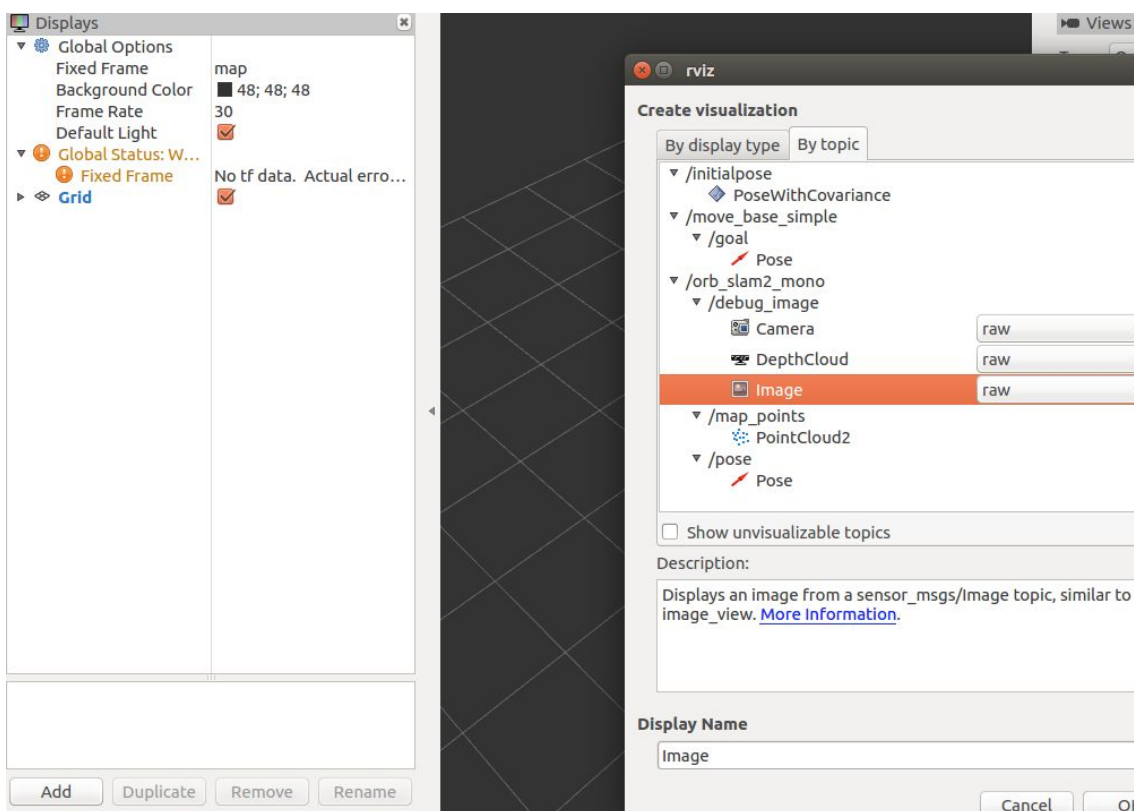 Displays
Global Options
Fixed Frame map
Background Color 48; 48; 48
Frame Rate 30
Default Light
Global Status: W...
Fixed Frame No tf data. Actual erro...
Grid
Views
rviz
Create visualization
By display type By topic
/initialpose
PoseWithCovariance
/move_base_simple
/goal
Pose
/orb_slam2_mono
/debug_image
Camera raw
DepthCloud raw
Image raw
/map_points
PointCloud2
/pose
Pose
Show unvisualizable topics
Description:
Displays an image from a sensor_msgs/Image topic, similar to
image_view. More Information.
Display Name
Image
Add Duplicate Remove Rename
Cancel